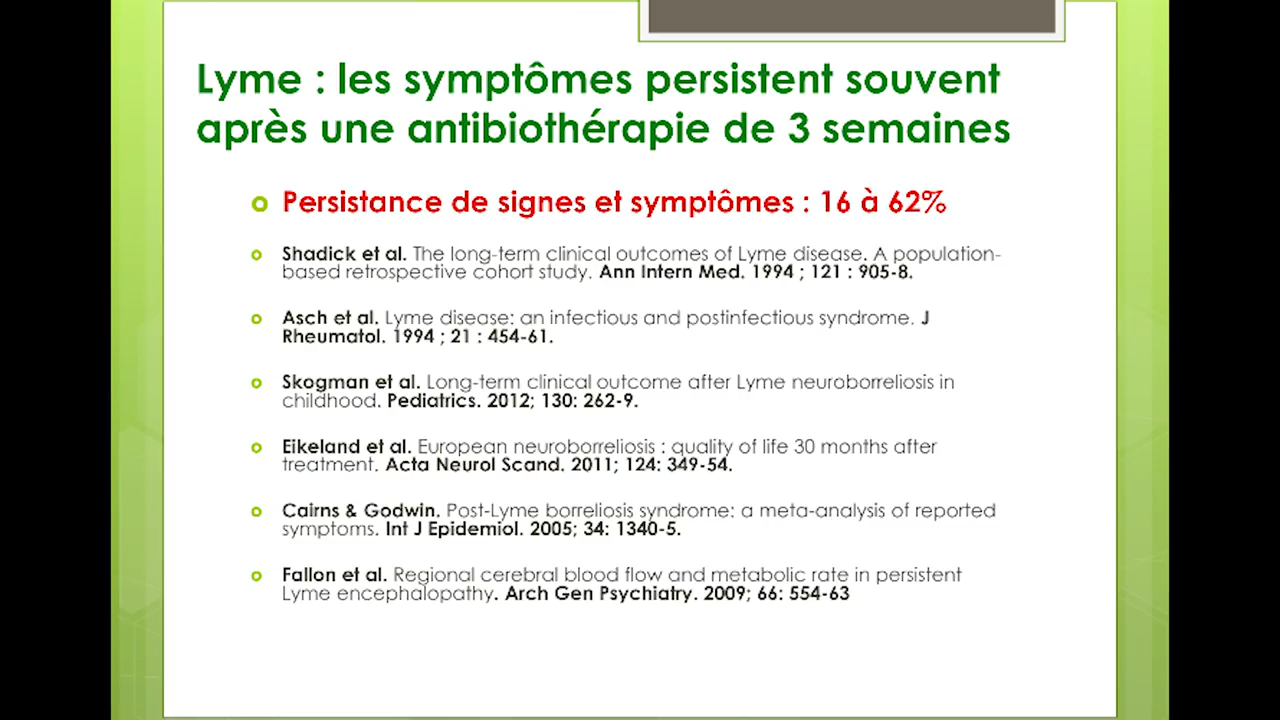 Lyme : les symptômes persistent souvent
après une antibiothérapie de 3 semaines
Persistance de signes et symptômes : 16 à 62%
Shadick et al. The long-term clinical outcomes of Lyme disease. A population-
based retrospective cohort study. Ann Intern Med. 1994 ; 121 : 905-8.
Asch et al. Lyme disease: an infectious and postinfectious syndrome. J
Rheumatol. 1994 ; 21 : 454-61.
Skogman et al. Long-term clinical outcome after Lyme neuroborreliosis in
childhood. Pediatrics. 2012; 130: 262-9.
Eikeland et al. European neuroborreliosis : quality of life 30 months after
treatment. Acta Neurol Scand. 2011; 124: 349-54.
Cairns & Godwin. Post-Lyme borreliosis syndrome: a meta-analysis of reported
symptoms. Int J Epidemiol. 2005; 34: 1340-5.
Fallon et al. Regional cerebral blood flow and metabolic rate in persistent
Lyme encephalopathy. Arch Gen Psychiatry. 2009; 66: 554-63